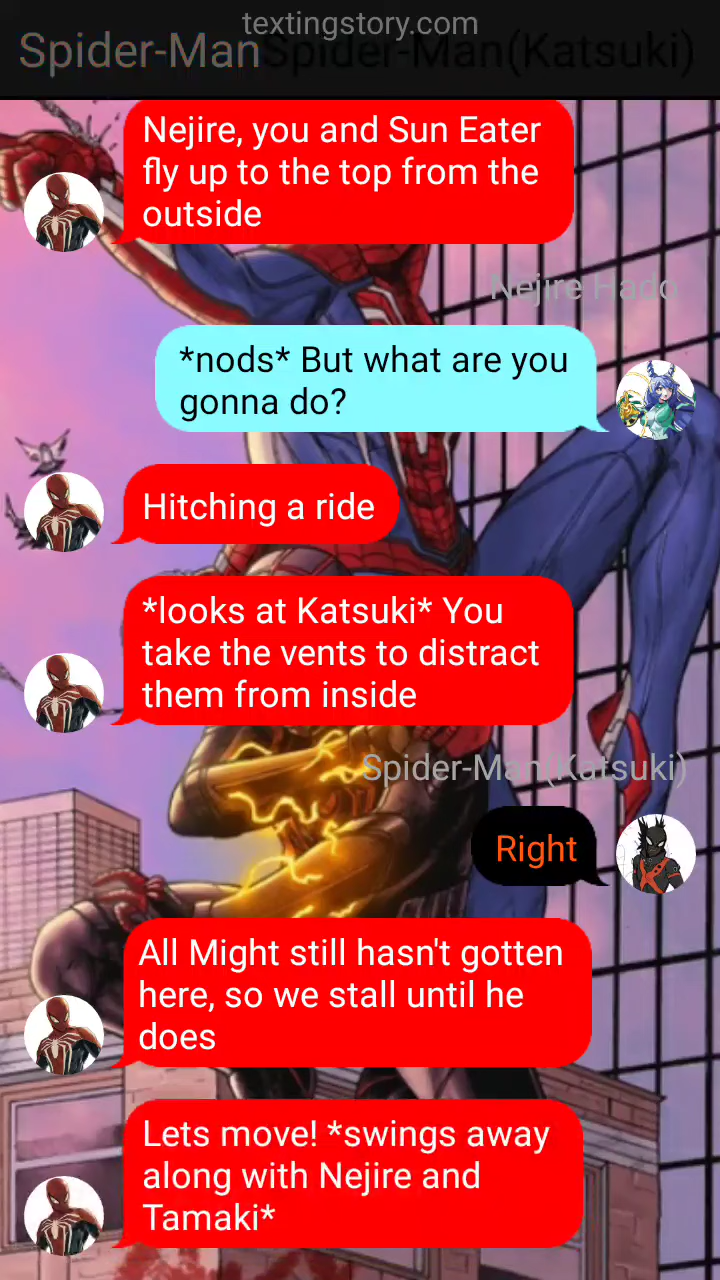 textingstory.com
Spider-Man Spider-Man(Katsuki)
Nejire, you and Sun Eater
fly up to the top from the
outside
Nejire Hado
*nods* But what are you
gonna do?
Hitching a ride
*looks at Katsuki* You
take the vents to distract
them from inside
Spider-Man(Katsuki)
Right
All Might still hasn't gotten
here, so we stall until he
does
Lets move! *swings away
along with Nejire and
Tamaki*